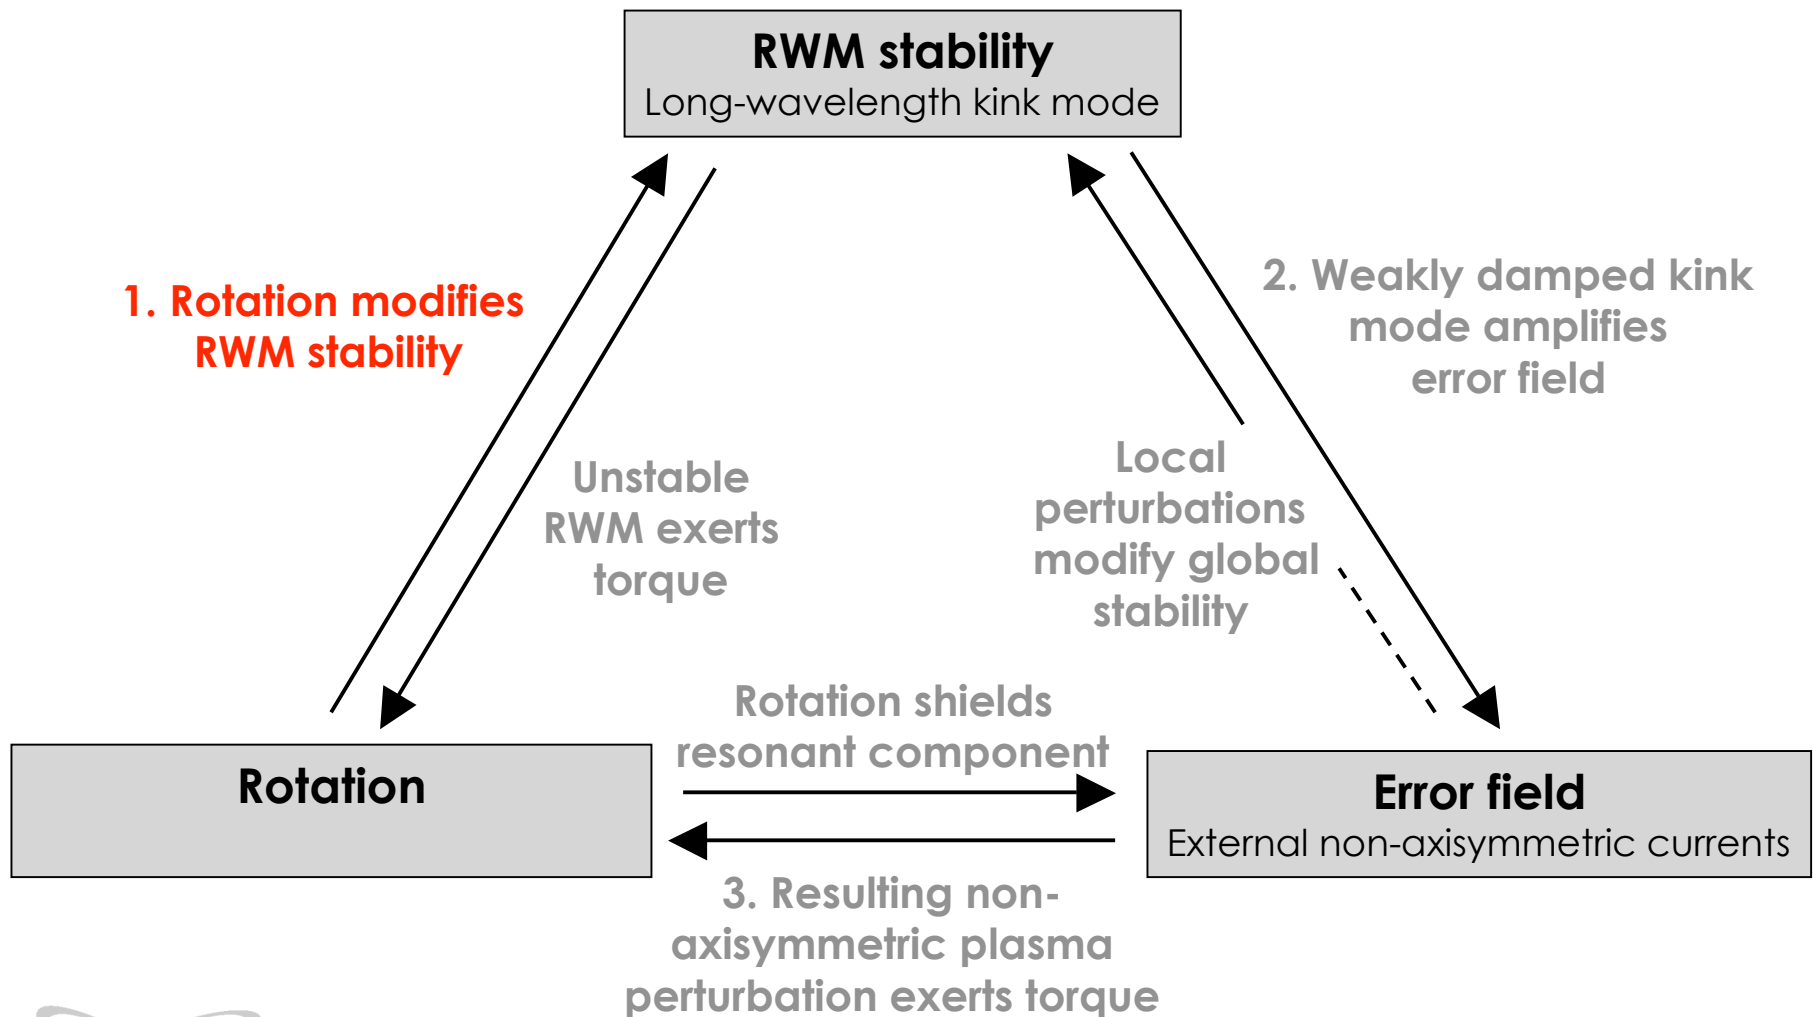 RWM stability
Long-wavelength kink mode
1. Rotation modifies
RWM stability
2. Weakly damped kink
mode amplifies
error field
Unstable
RWM exerts
torque
Local
perturbations
modify global
stability
Rotation shields
resonant component
Rotation
Error field
External non-axisymmetric currents
3. Resulting non-
axisymmetric plasma
perturbation exerts torque